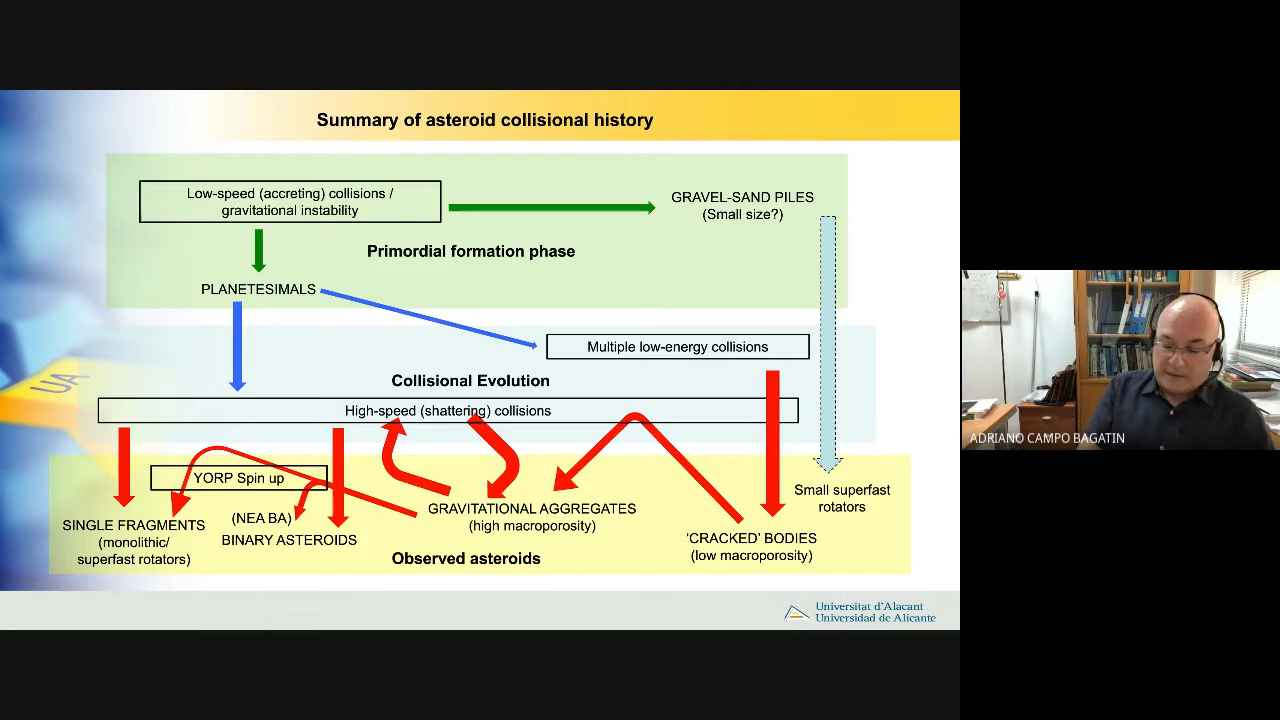 Summary of asteroid collisional history
Low-speed (accreting) collisions /
gravitational instability
GRAVEL-SAND PILES
(Small size?)
Primordial formation phase
PLANETESIMALS
Multiple low-energy collisions
Collisional Evolution
High-speed (shattering) collisions
UA
YORP Spin up
SINGLE FRAGMENTS
(monolithic/
superfast rotators)
(NEA BA)
BINARY ASTEROIDS
GRAVITATIONAL AGGREGATES
(high macroporosity)
Observed asteroids
'CRACKED' BODIES
(low macroporosity)
Small superfast
rotators
Universitat d'Alacant
Universidad de Alicante
ADRIANO CAMPO BAGATIN